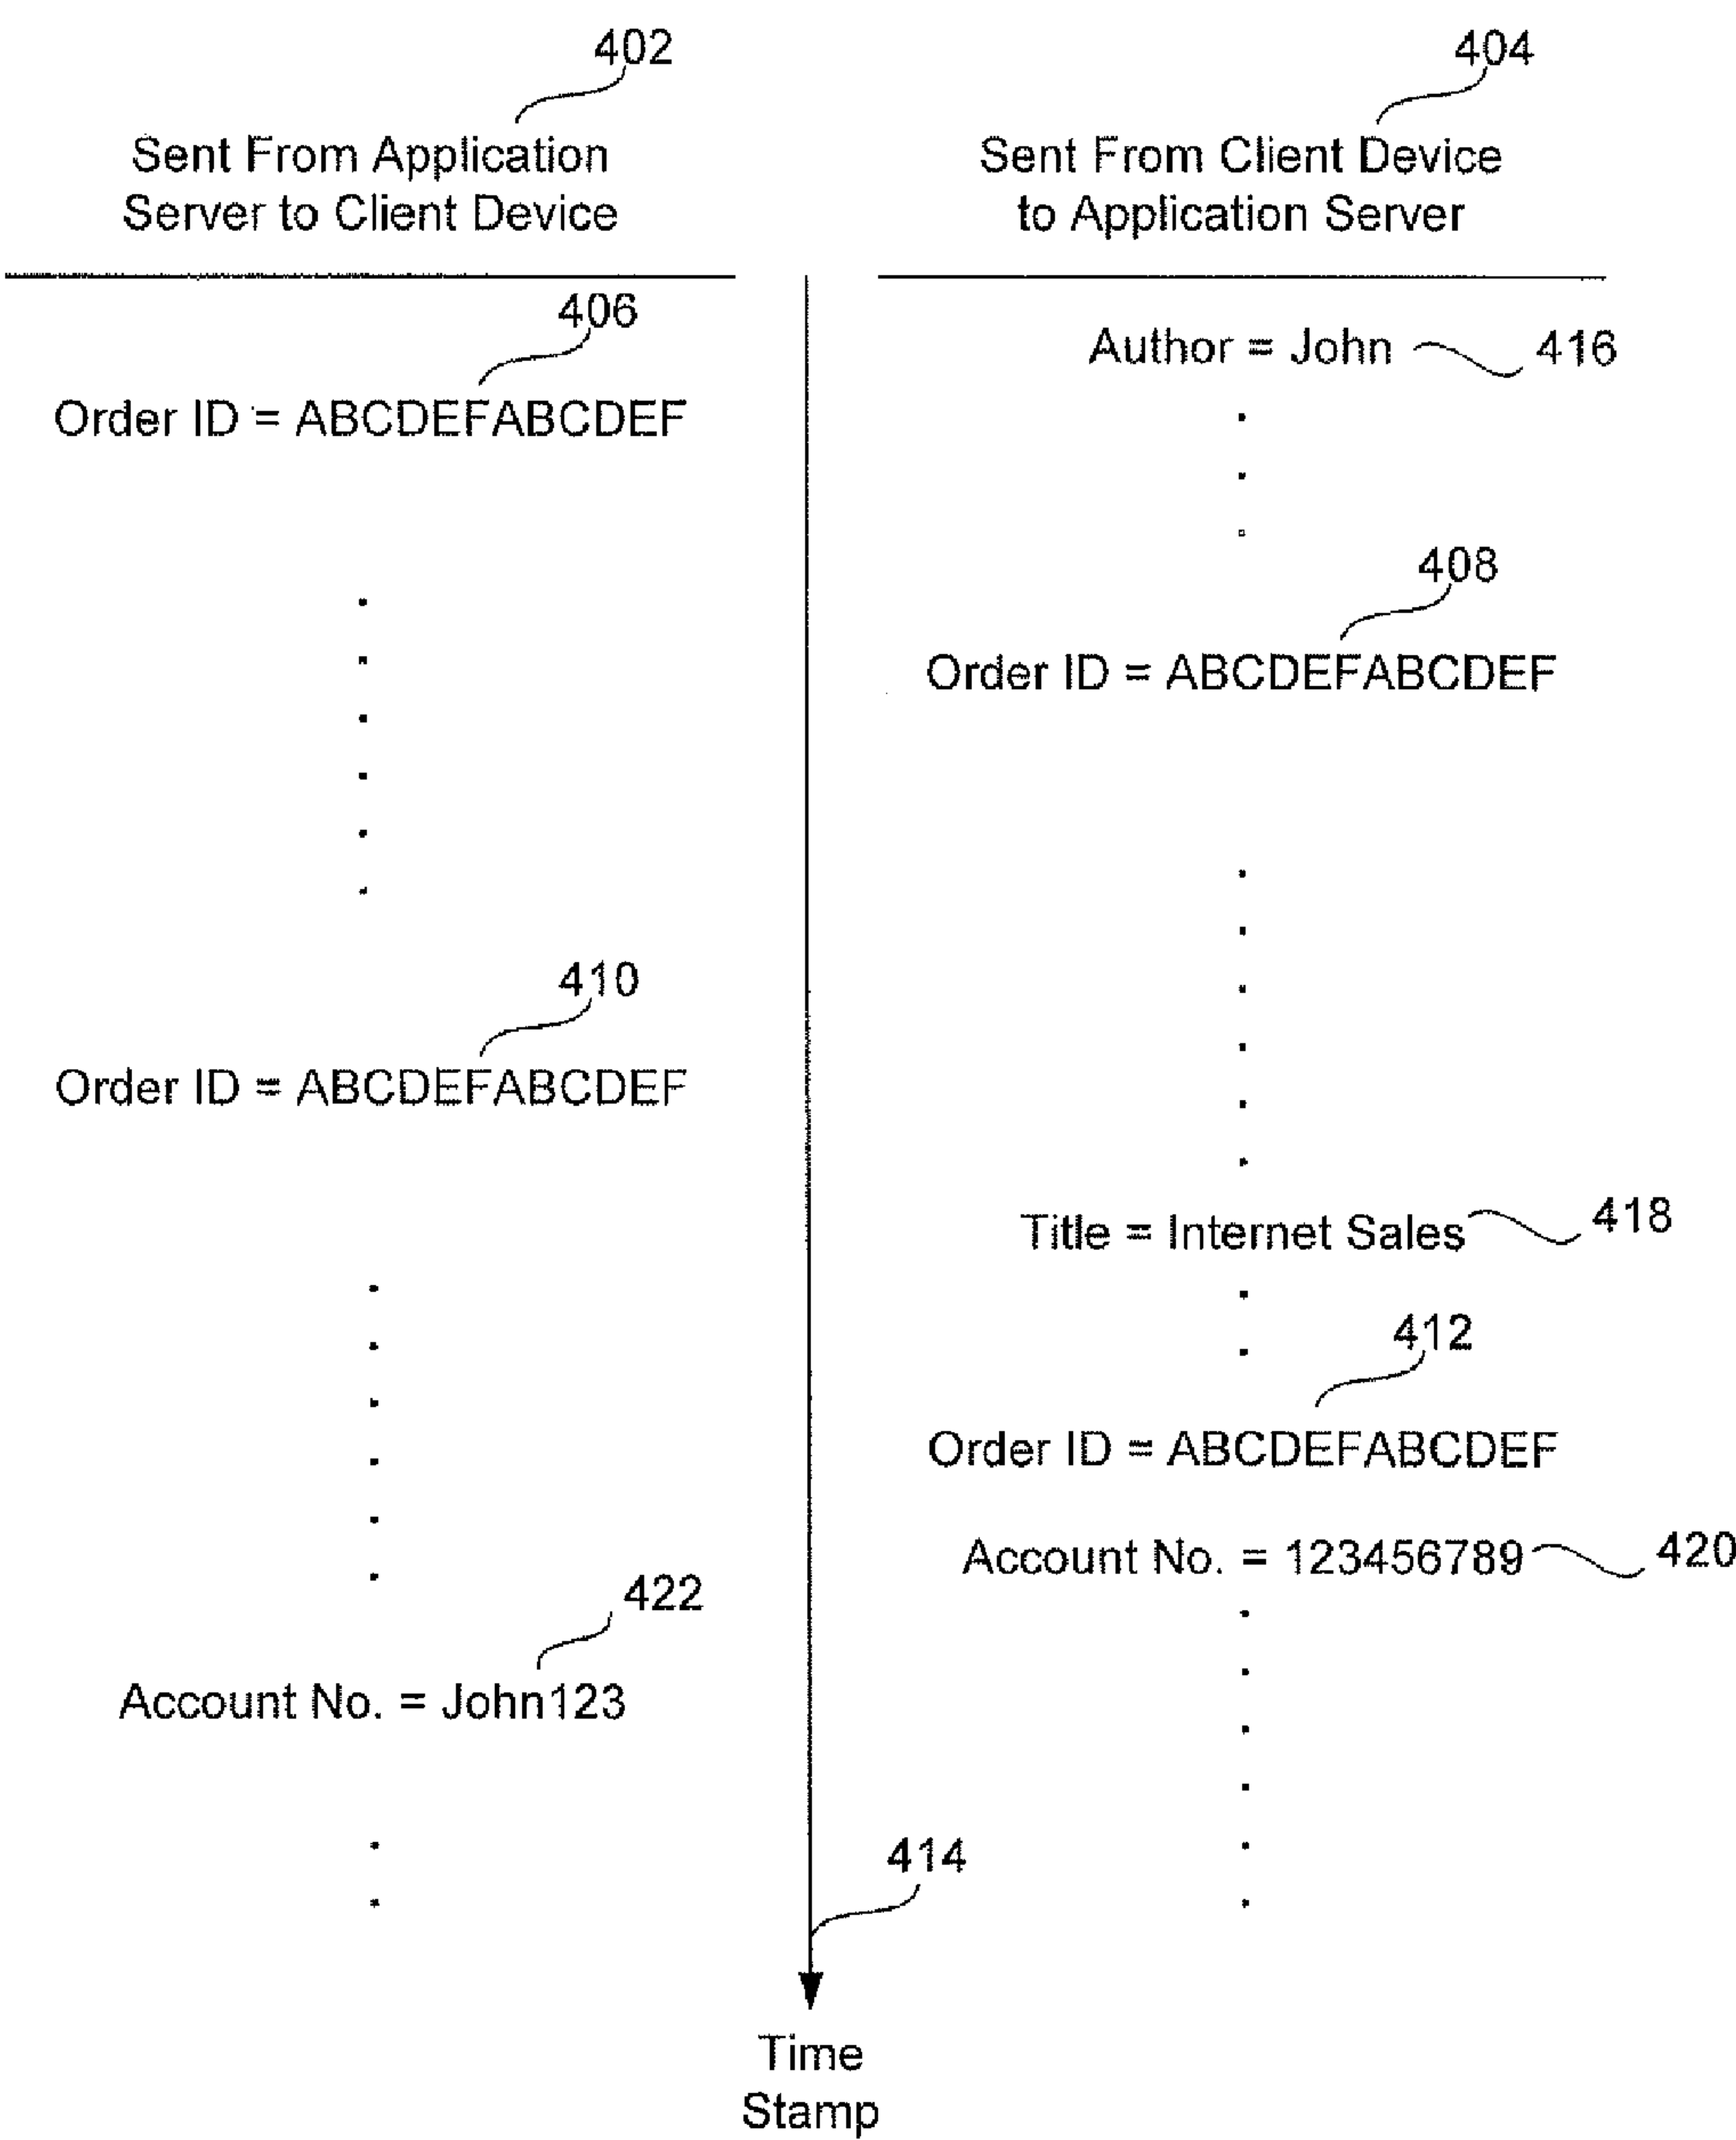 402
Sent From Application
Server to Client Device
404
Sent From Client Device
to Application Server
406
Order ID = ABCDEFABCDEF
Author = John 416
408
Order ID = ABCDEFABCDEF
410
Order ID = ABCDEFABCDEF
Title = Internet Sales 418
412
Order ID = ABCDEFABCDEF
Account No. = 123456789 420
422
Account No. = John123
414
Time
Stamp